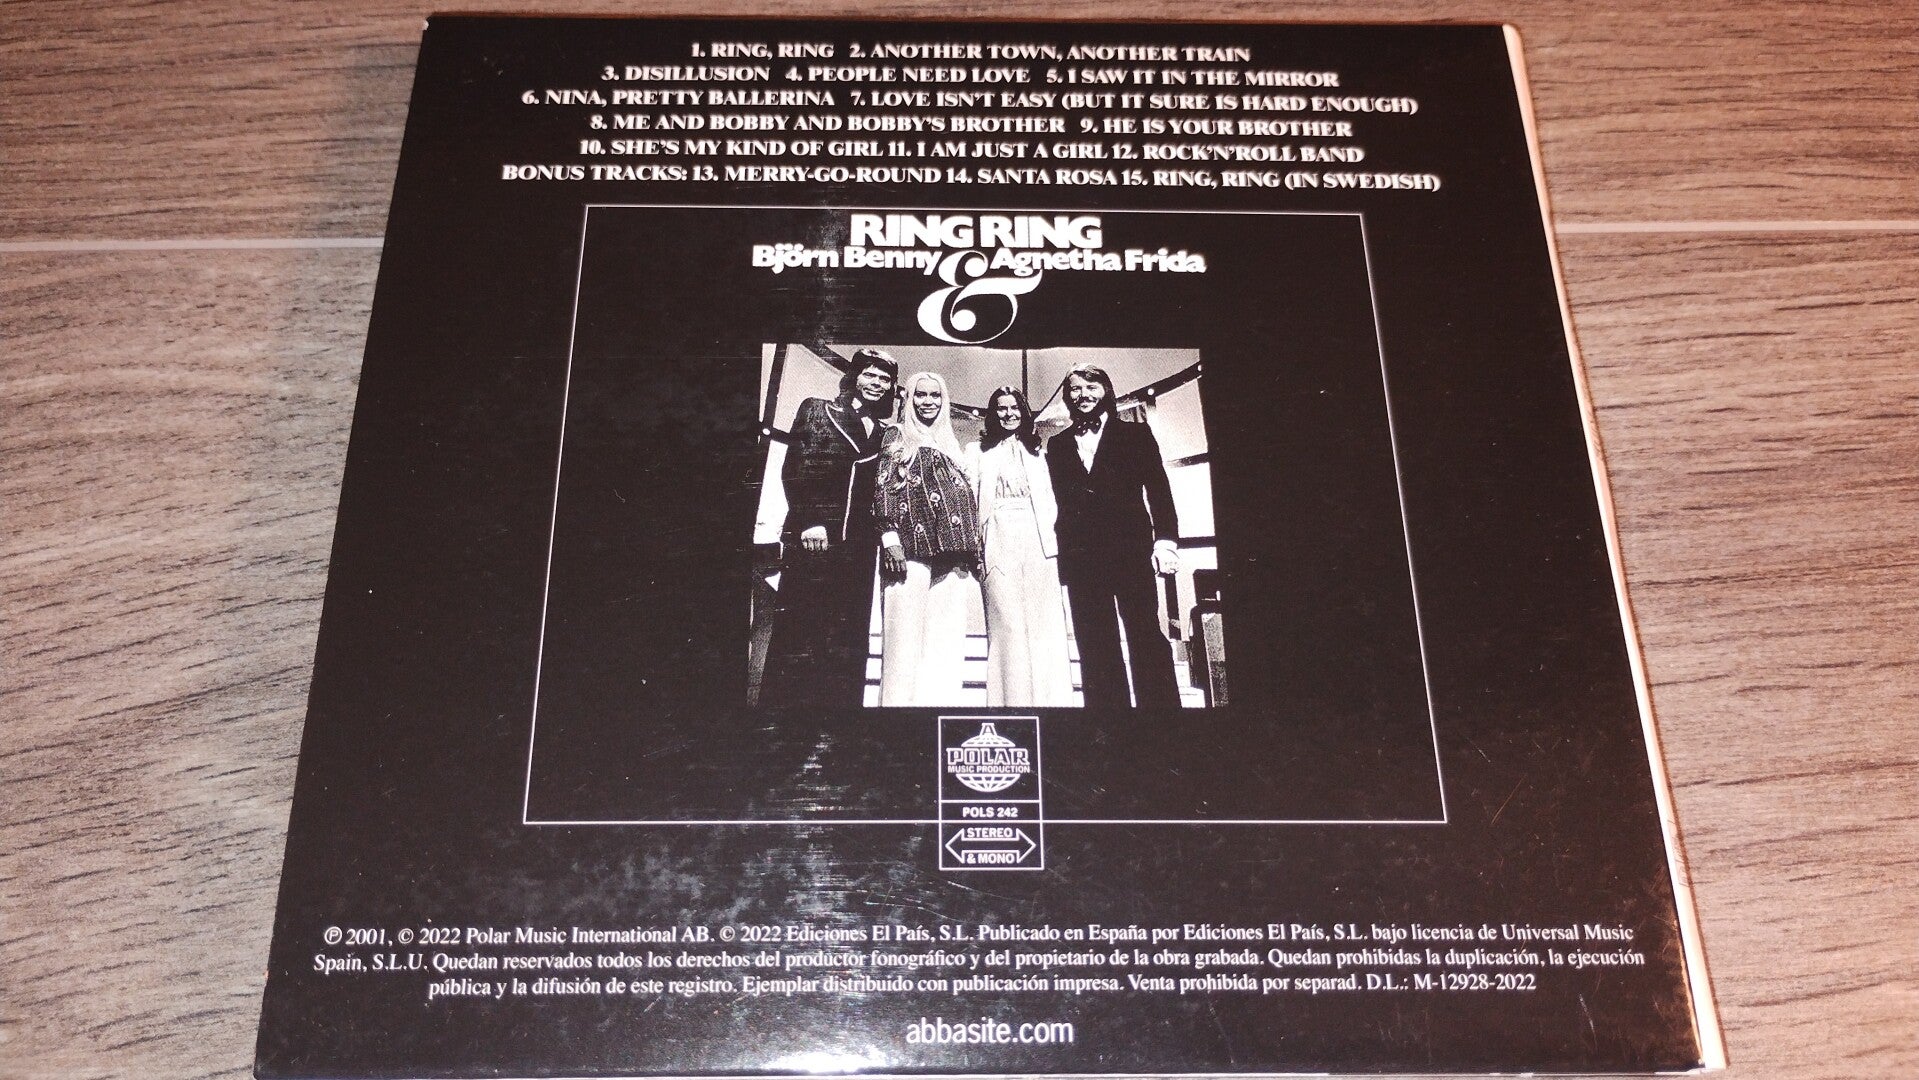 1. RING, RING 2. ANOTHER TOWN, ANOTHER TRAIN
3. DISILLUSION 4. PEOPLE NEED LOVE 5. I SAW IT IN THE MIRROR
6. NINA, PRETTY BALLERINA 7. LOVE ISN'T EASY (BUT IT SURE IS HARD ENOUGH)
8. ME AND BOBBY AND BOBBY'S BROTHER 9. HE IS YOUR BROTHER
10. SHE'S MY KIND OF GIRL 11. I AM JUST A GIRL 12. ROCK'N'ROLL BAND
BONUS TRACKS: 13. MERRY-GO-ROUND 14. SANTA ROSA 15. RING, RING (IN SWEDISH)
RING RING
Björn Benny & Agnetha Frida
POLAR
MUSIC PRODUCTION
POLS 242
STEREO
& MONO
℗ 2001, © 2022 Polar Music International AB. © 2022 Ediciones El País, S.L. Publicado en España por Ediciones El País, S.L. bajo licencia de Universal Music
Spain, S.L.U. Quedan reservados todos los derechos del productor fonográfico y del propietario de la obra grabada. Quedan prohibidas la duplicación, la ejecución
pública y la difusión de este registro. Ejemplar distribuido con publicación impresa. Venta prohibida por separad. D.L.: M-12928-2022
abbasite.com